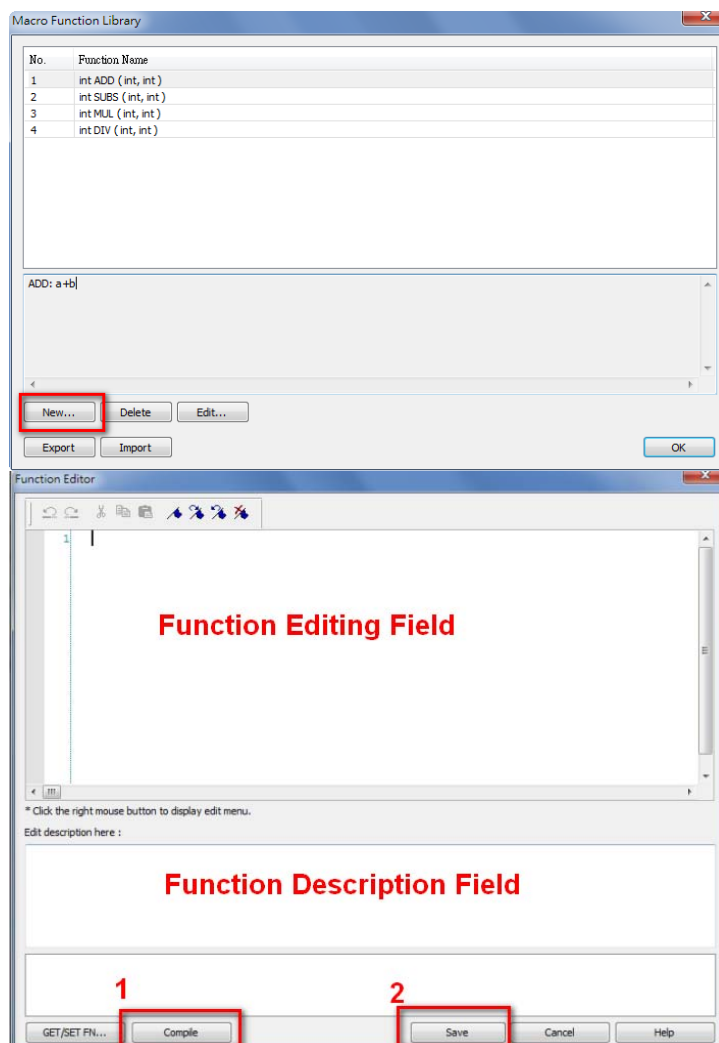 Macro Function Library
No. Function Name
1 int ADD ( int, int )
2 int SUBS ( int, int )
3 int MUL ( int, int )
4 int DIV ( int, int )
ADD: a+b
New... Delete Edit...
Export Import OK
Function Editor
1
Function Editing Field
* Click the right mouse button to display edit menu.
Edit description here :
Function Description Field
1 2
GET/SET FN... Compile Save Cancel Help